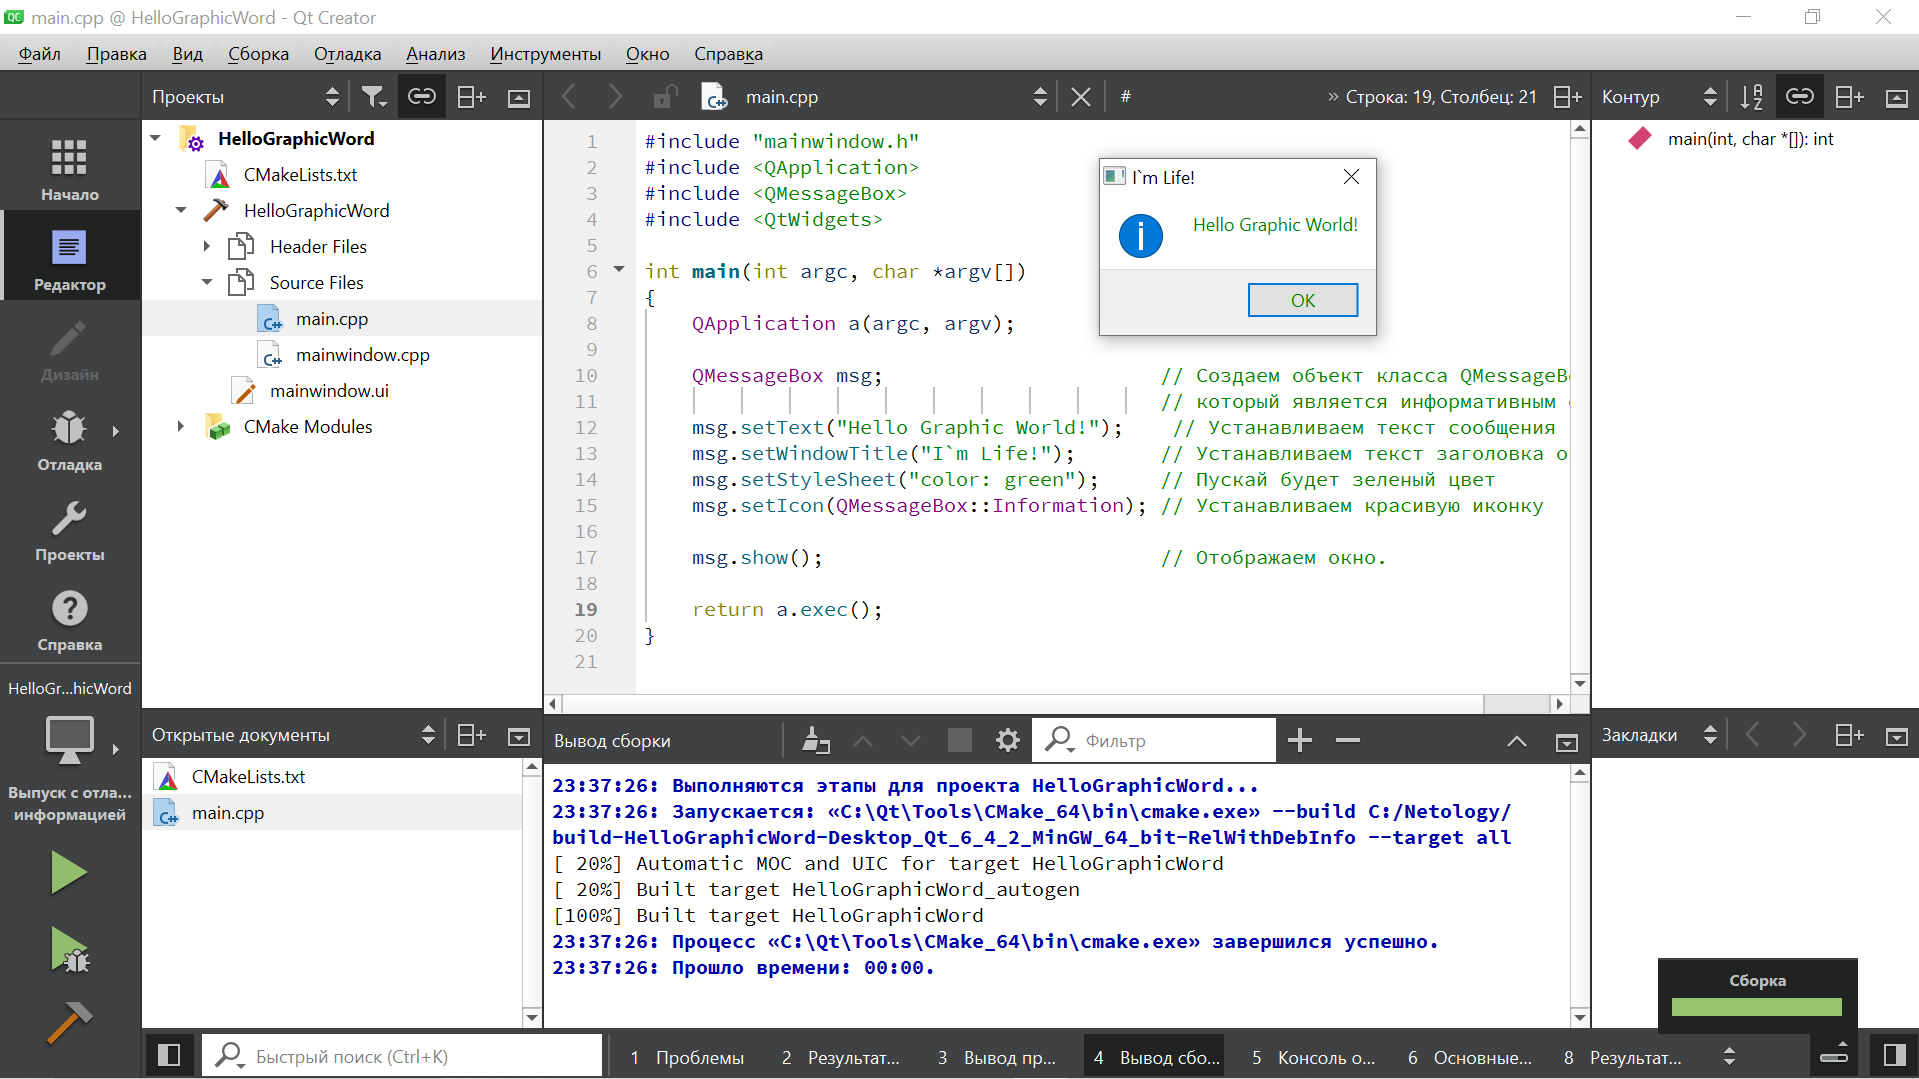 main.cpp @ HelloGraphicWord - Qt Creator
Файл Правка Вид Сборка Отладка Анализ Инструменты Окно Справка
Проекты
main.cpp
#
» Строка: 19, Столбец: 21
Контур
Начало
Редактор
Дизайн
Отладка
Проекты
Справка
HelloGr...hicWord
Выпуск с отла...
информацией
HelloGraphicWord
CMakeLists.txt
HelloGraphicWord
Header Files
Source Files
main.cpp
mainwindow.cpp
mainwindow.ui
CMake Modules
1 #include "mainwindow.h"
2 #include <QApplication>
3 #include <QMessageBox>
4 #include <QtWidgets>
5
6 int main(int argc, char *argv[])
7 {
8 QApplication a(argc, argv);
9
10 QMessageBox msg; // Создаем объект класса QMessageB
11 // который является информативным
12 msg.setText("Hello Graphic World!"); // Устанавливаем текст сообщения
13 msg.setWindowTitle("I`m Life!"); // Устанавливаем текст заголовка о
14 msg.setStyleSheet("color: green"); // Пускай будет зеленый цвет
15 msg.setIcon(QMessageBox::Information); // Устанавливаем красивую иконку
16
17 msg.show(); // Отображаем окно.
18
19 return a.exec();
20 }
21
I`m Life!
Hello Graphic World!
OK
main(int, char *[]): int
Открытые документы
CMakeLists.txt
main.cpp
Вывод сборки
Фильтр
Закладки
23:37:26: Выполняются этапы для проекта HelloGraphicWord...
23:37:26: Запускается: «C:\Qt\Tools\CMake_64\bin\cmake.exe» --build C:/Netology/
build-HelloGraphicWord-Desktop_Qt_6_4_2_MinGW_64_bit-RelWithDebInfo --target all
[ 20%] Automatic MOC and UIC for target HelloGraphicWord
[ 20%] Built target HelloGraphicWord_autogen
[100%] Built target HelloGraphicWord
23:37:26: Процесс «C:\Qt\Tools\CMake_64\bin\cmake.exe» завершился успешно.
23:37:26: Прошло времени: 00:00.
Сборка
Быстрый поиск (Ctrl+K)
1 Проблемы 2 Результат... 3 Вывод пр... 4 Вывод сбо... 5 Консоль о... 6 Основные... 8 Результат...